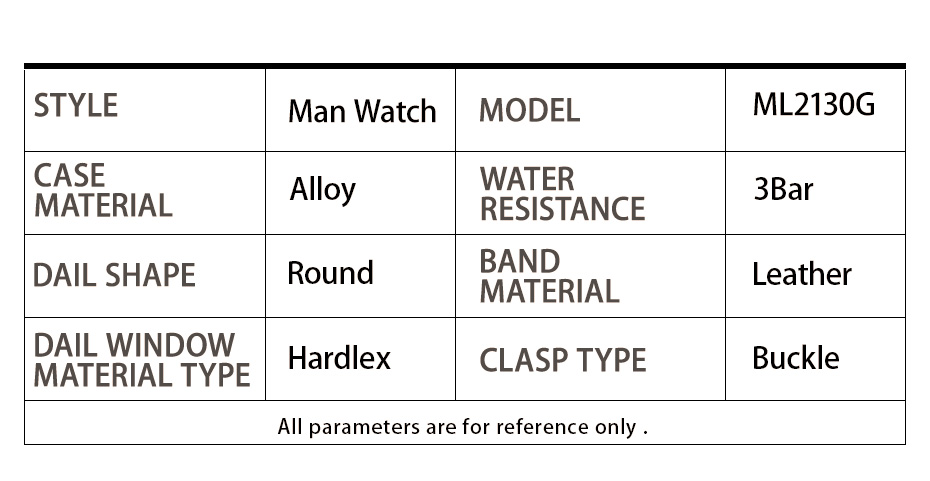 STYLE
Man Watch
MODEL
ML2130G
CASE
MATERIAL
Alloy
WATER
RESISTANCE
3Bar
DAIL SHAPE
Round
BAND
MATERIAL
Leather
DAIL WINDOW
MATERIAL TYPE
Hardlex
CLASP TYPE
Buckle
All parameters are for reference only .